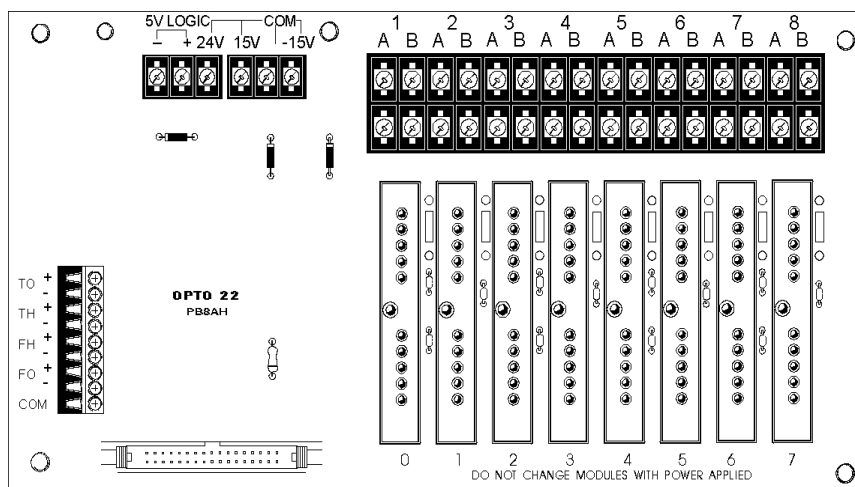 5V LOGIC COM
- + 24V 15V -15V
1 2 3 4 5 6 7 8
A B A B A B A B A B A B A B A B
TO + -
TH + -
FH + -
FO + -
COM
OPTO 22
PB8AH
0 1 2 3 4 5 6 7
DO NOT CHANGE MODULES WITH POWER APPLIED